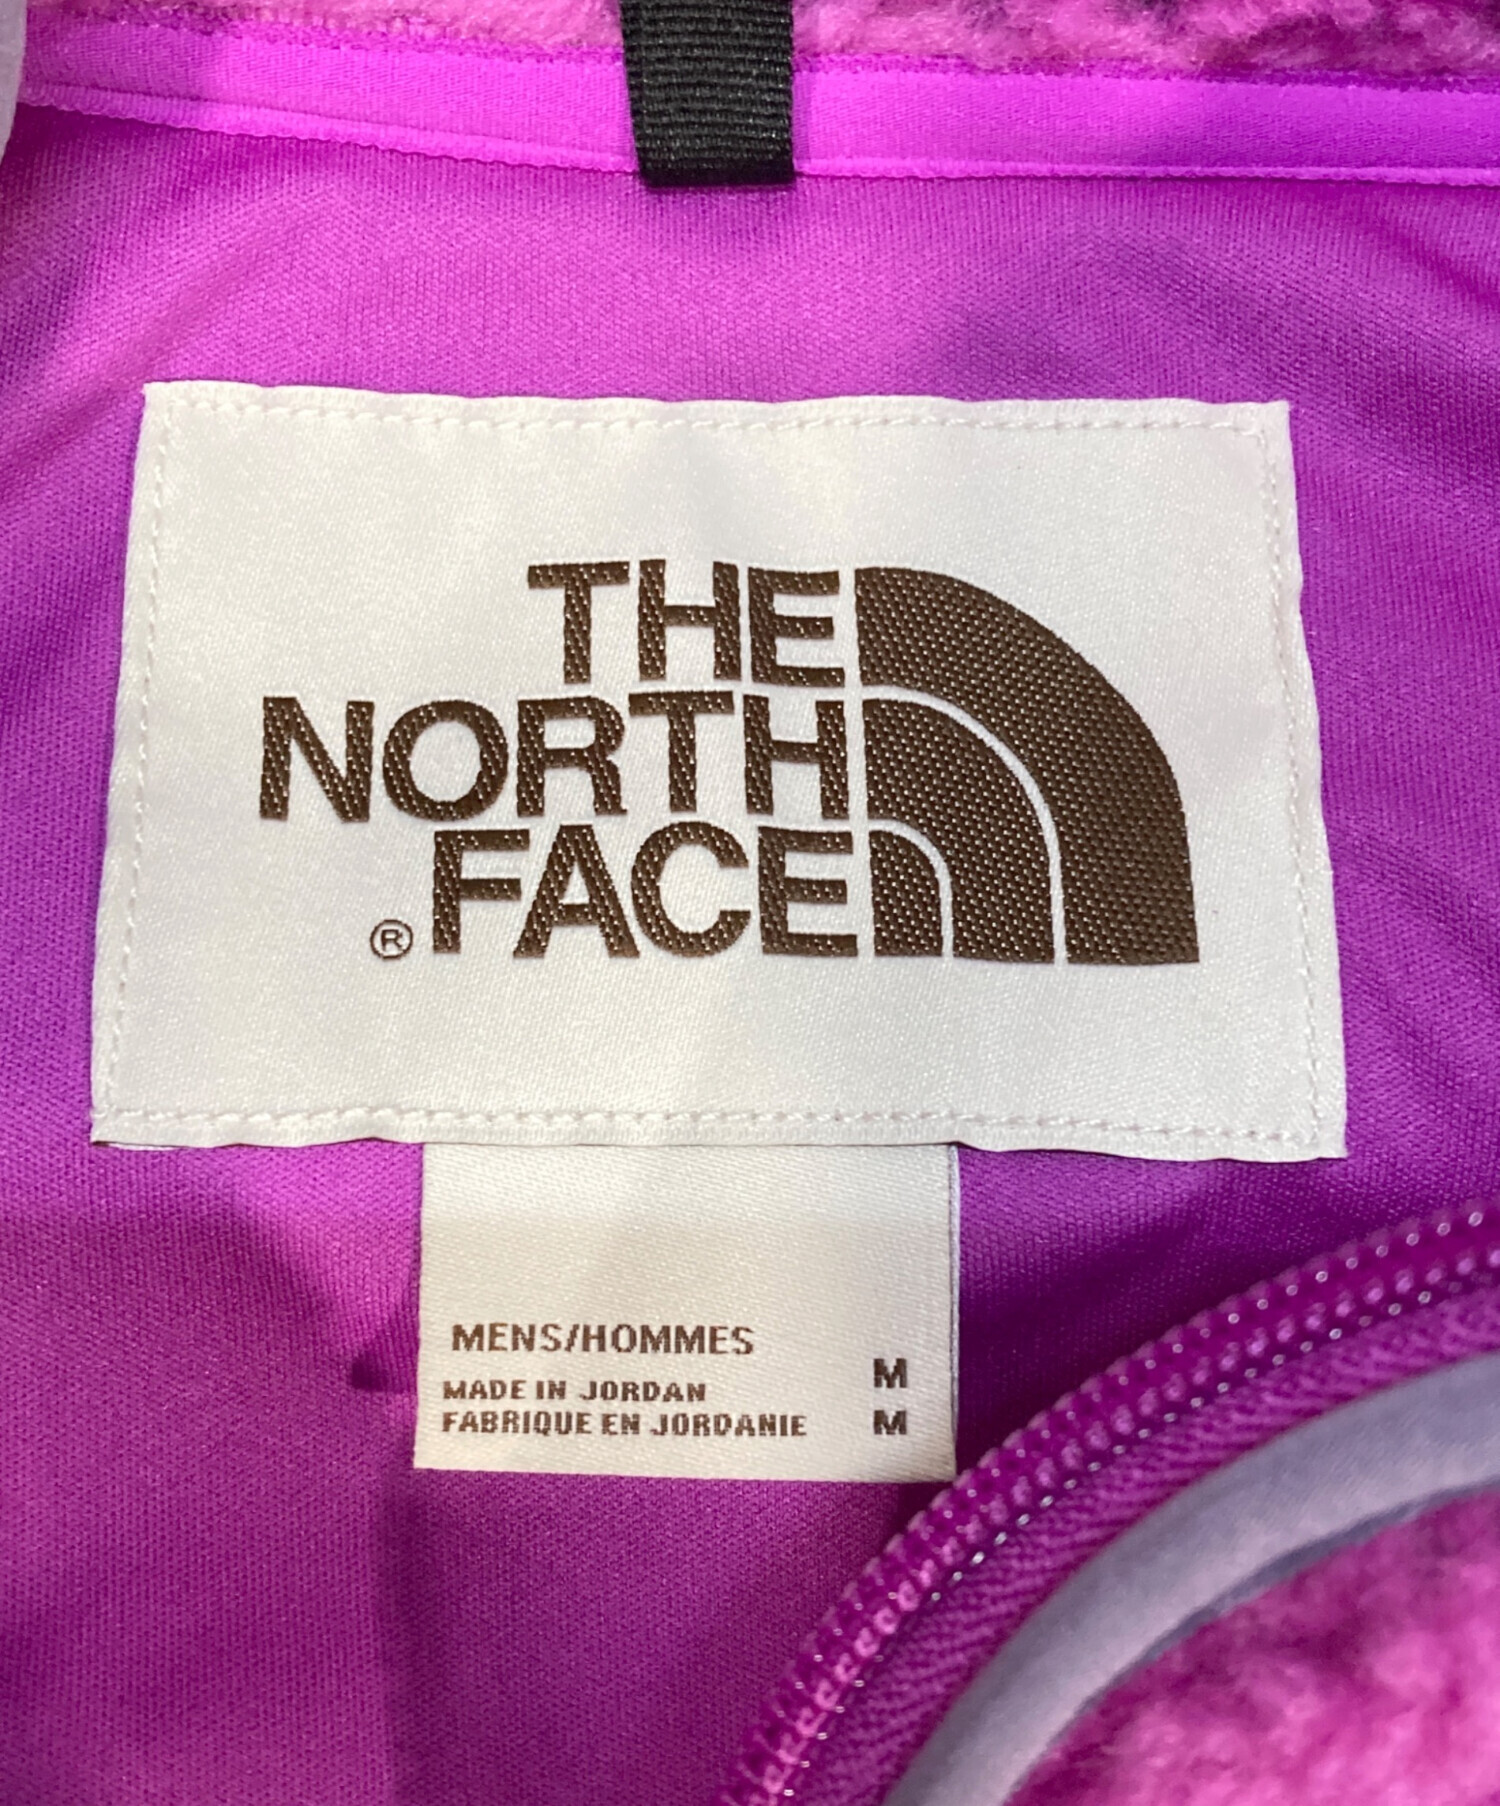 THE
NORTH
® FACE
MENS/HOMMES
MADE IN JORDAN M
FABRIQUE EN JORDANIE M